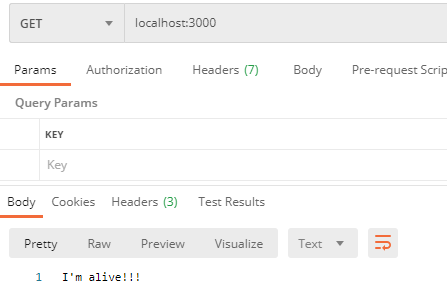 GET localhost:3000
Params Authorization Headers (7) Body Pre-request Scrip
Query Params
KEY
Key
Body Cookies Headers (3) Test Results
Pretty Raw Preview Visualize Text
1 I'm alive!!!